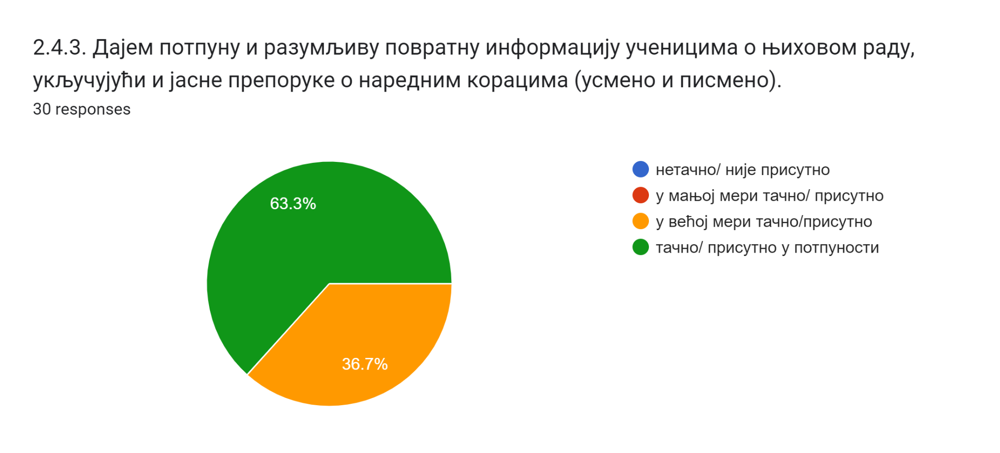 2.4.3. Дајем потпуну и разумљиву повратну информацију ученицима о њиховом раду,
укључујући и јасне препоруке о наредним корацима (усмено и писмено).
30 responses
63.3%
36.7%
нетачно/ није присутно
у мањој мери тачно/ присутно
у већој мери тачно/присутно
тачно/ присутно у потпуности